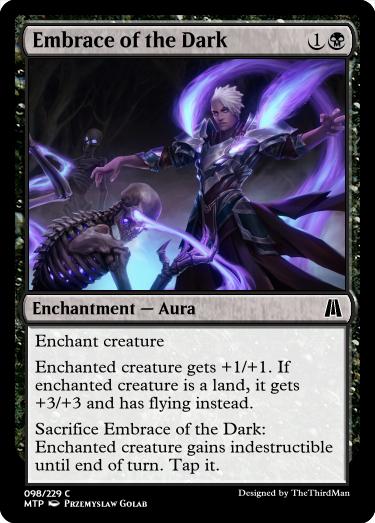 Embrace of the Dark 1
Enchantment — Aura
Enchant creature
Enchanted creature gets +1/+1. If
enchanted creature is a land, it gets
+3/+3 and has flying instead.
Sacrifice Embrace of the Dark:
Enchanted creature gains indestructible
until end of turn. Tap it.
098/229 C
MTP ✑ Przemyslaw Golab
Designed by TheThirdMan